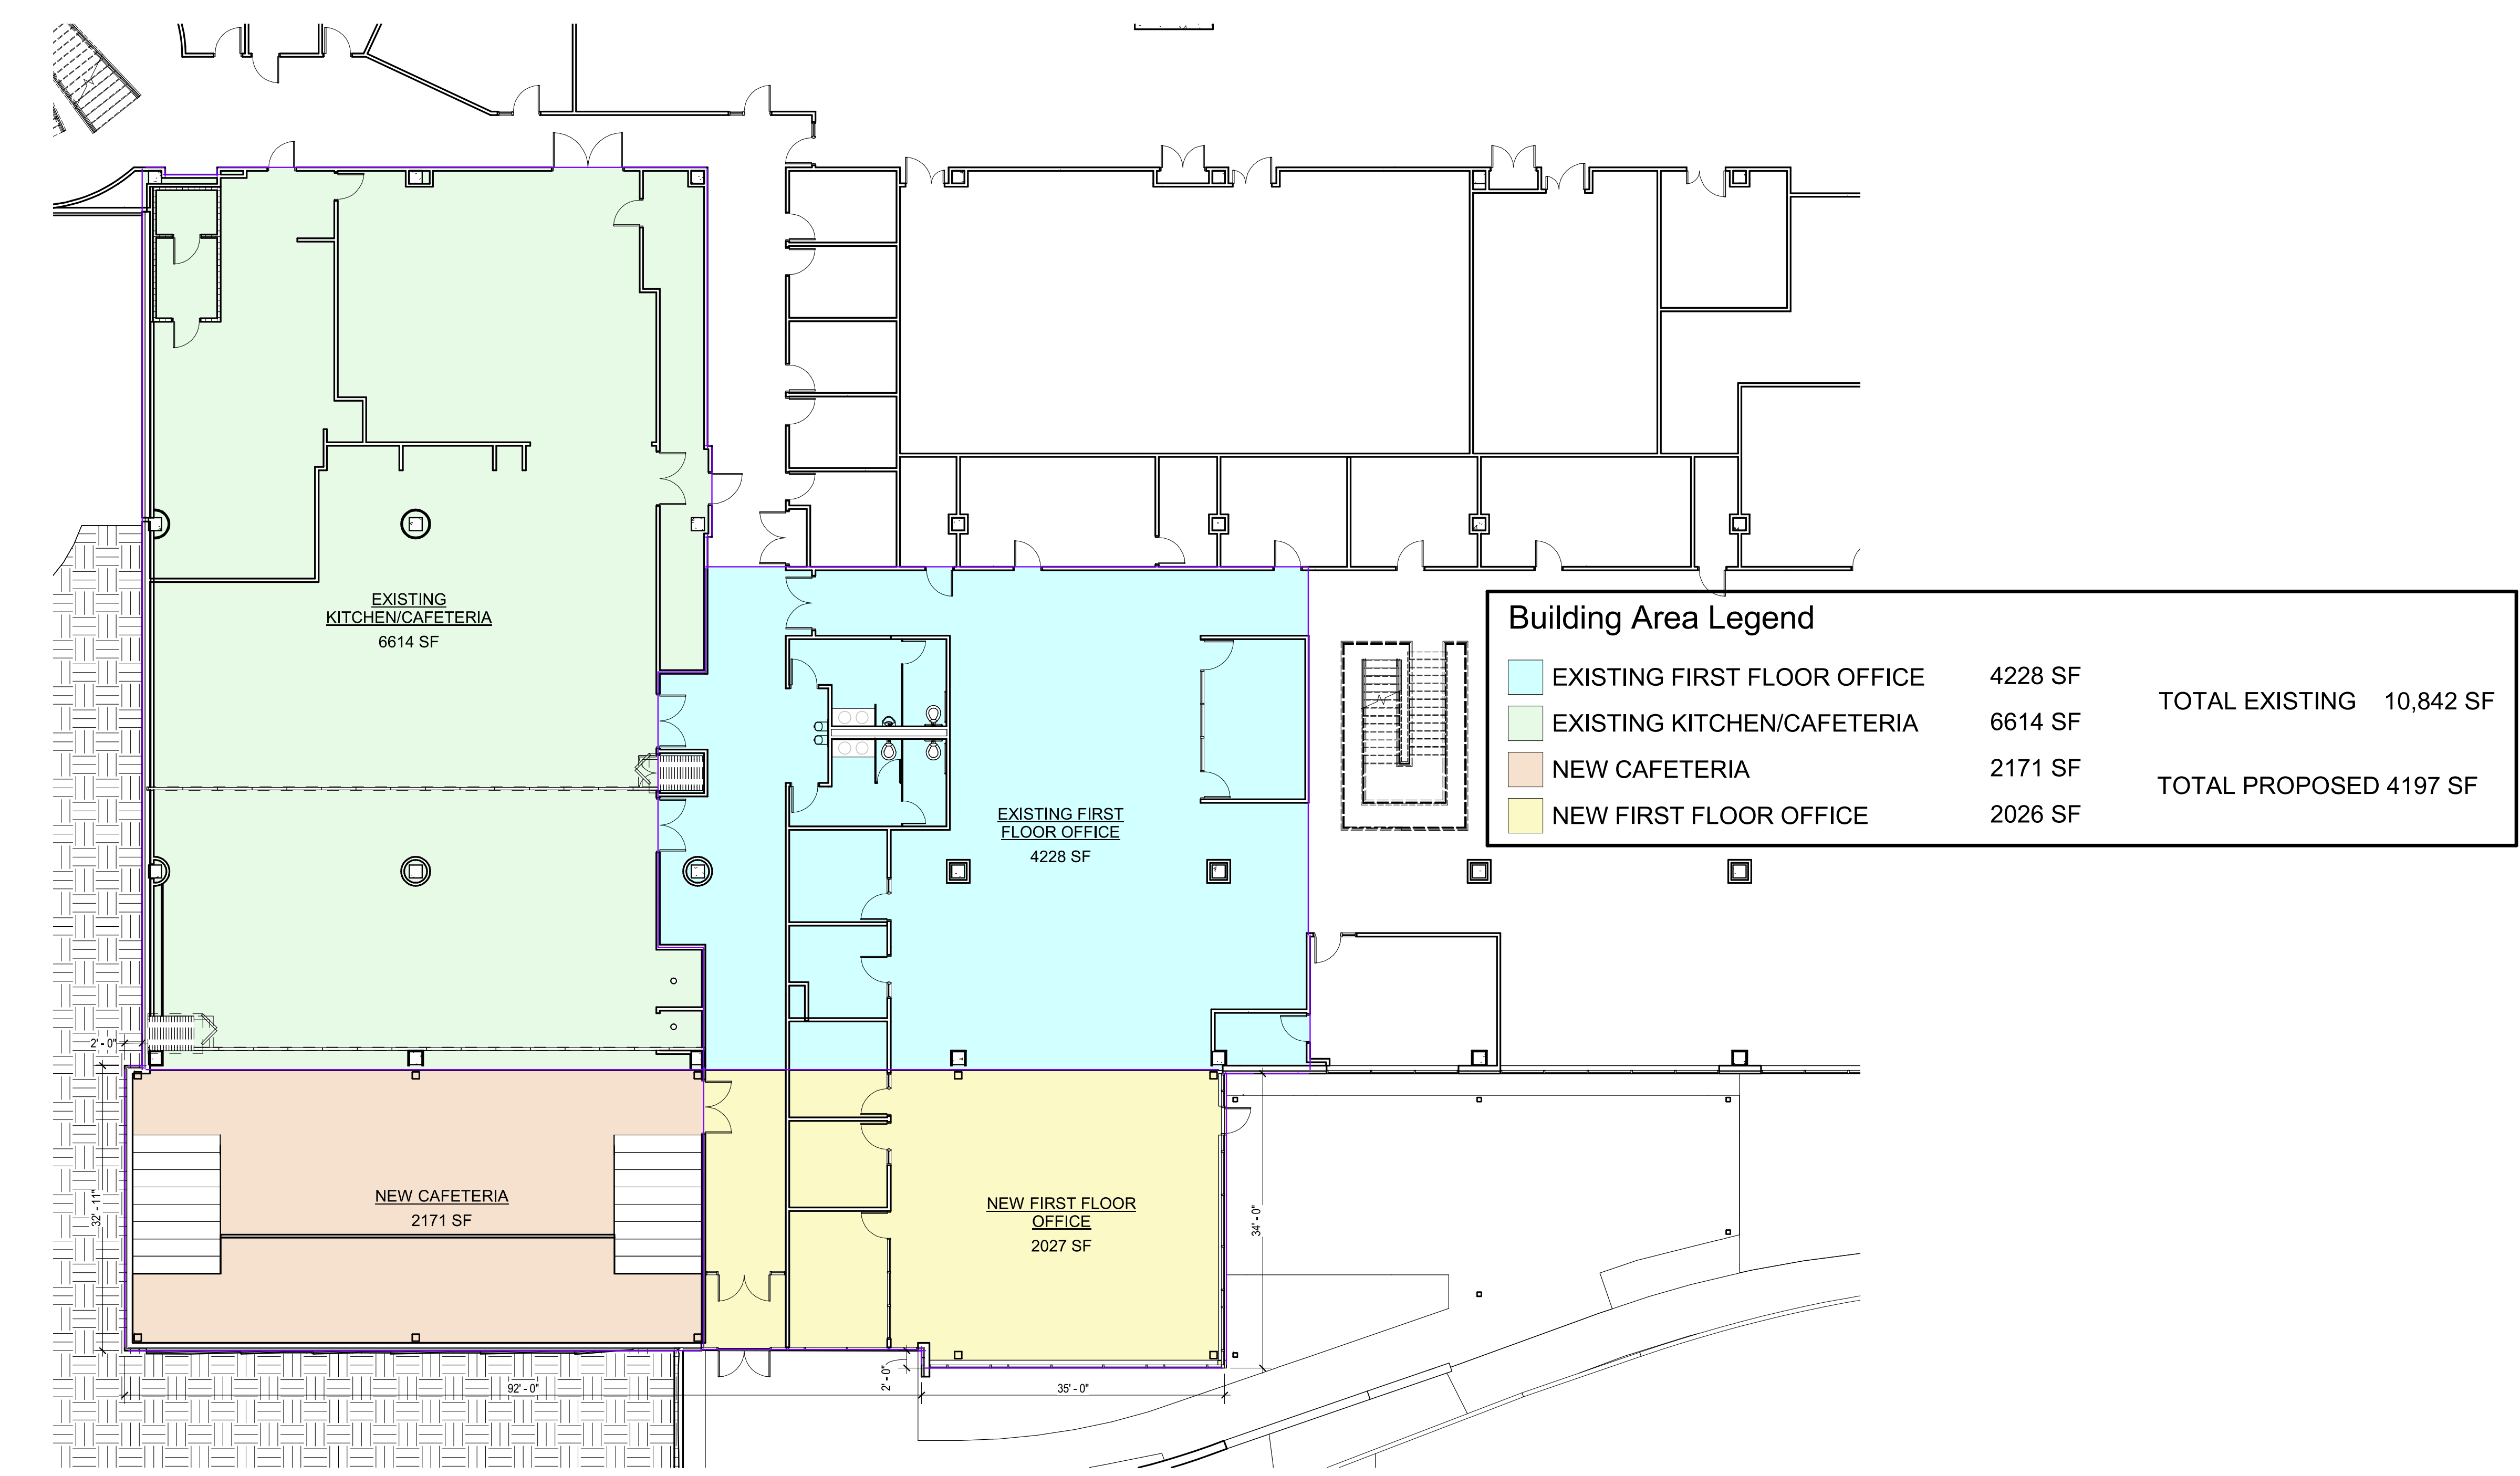 EXISTING
KITCHEN/CAFETERIA
6614 SF
Building Area Legend
EXISTING FIRST FLOOR OFFICE 4228 SF
TOTAL EXISTING 10,842 SF
EXISTING KITCHEN/CAFETERIA 6614 SF
NEW CAFETERIA 2171 SF
TOTAL PROPOSED 4197 SF
NEW FIRST FLOOR OFFICE 2026 SF
EXISTING FIRST
FLOOR OFFICE
4228 SF
2' - 0"
32' - 11"
NEW CAFETERIA
2171 SF
NEW FIRST FLOOR
OFFICE
2027 SF
34' - 0"
2' - 0"
92' - 0"
35' - 0"